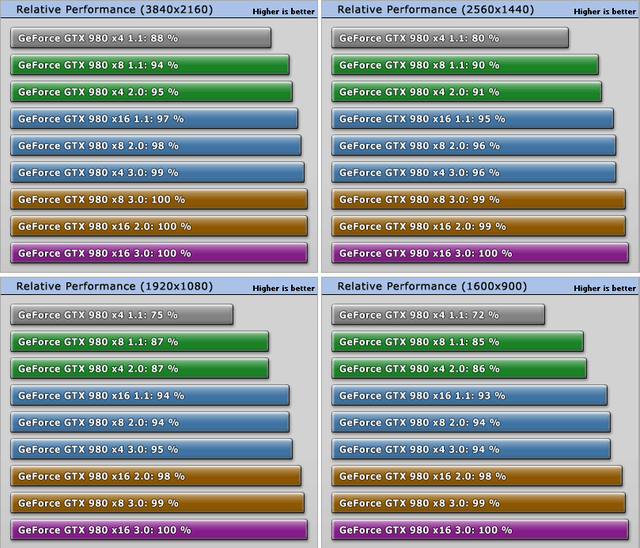 Relative Performance (3840x2160) Higher is better
GeForce GTX 980 x4 1.1: 88 %
GeForce GTX 980 x8 1.1: 94 %
GeForce GTX 980 x4 2.0: 95 %
GeForce GTX 980 x16 1.1: 97 %
GeForce GTX 980 x8 2.0: 98 %
GeForce GTX 980 x4 3.0: 99 %
GeForce GTX 980 x8 3.0: 100 %
GeForce GTX 980 x16 2.0: 100 %
GeForce GTX 980 x16 3.0: 100 %
Relative Performance (2560x1440) Higher is better
GeForce GTX 980 x4 1.1: 80 %
GeForce GTX 980 x8 1.1: 90 %
GeForce GTX 980 x4 2.0: 91 %
GeForce GTX 980 x16 1.1: 95 %
GeForce GTX 980 x8 2.0: 96 %
GeForce GTX 980 x4 3.0: 96 %
GeForce GTX 980 x8 3.0: 99 %
GeForce GTX 980 x16 2.0: 99 %
GeForce GTX 980 x16 3.0: 100 %
Relative Performance (1920x1080) Higher is better
GeForce GTX 980 x4 1.1: 75 %
GeForce GTX 980 x8 1.1: 87 %
GeForce GTX 980 x4 2.0: 87 %
GeForce GTX 980 x16 1.1: 94 %
GeForce GTX 980 x8 2.0: 94 %
GeForce GTX 980 x4 3.0: 95 %
GeForce GTX 980 x16 2.0: 98 %
GeForce GTX 980 x8 3.0: 99 %
GeForce GTX 980 x16 3.0: 100 %
Relative Performance (1600x900) Higher is better
GeForce GTX 980 x4 1.1: 72 %
GeForce GTX 980 x8 1.1: 85 %
GeForce GTX 980 x4 2.0: 86 %
GeForce GTX 980 x16 1.1: 93 %
GeForce GTX 980 x8 2.0: 94 %
GeForce GTX 980 x4 3.0: 94 %
GeForce GTX 980 x16 2.0: 98 %
GeForce GTX 980 x8 3.0: 99 %
GeForce GTX 980 x16 3.0: 100 %